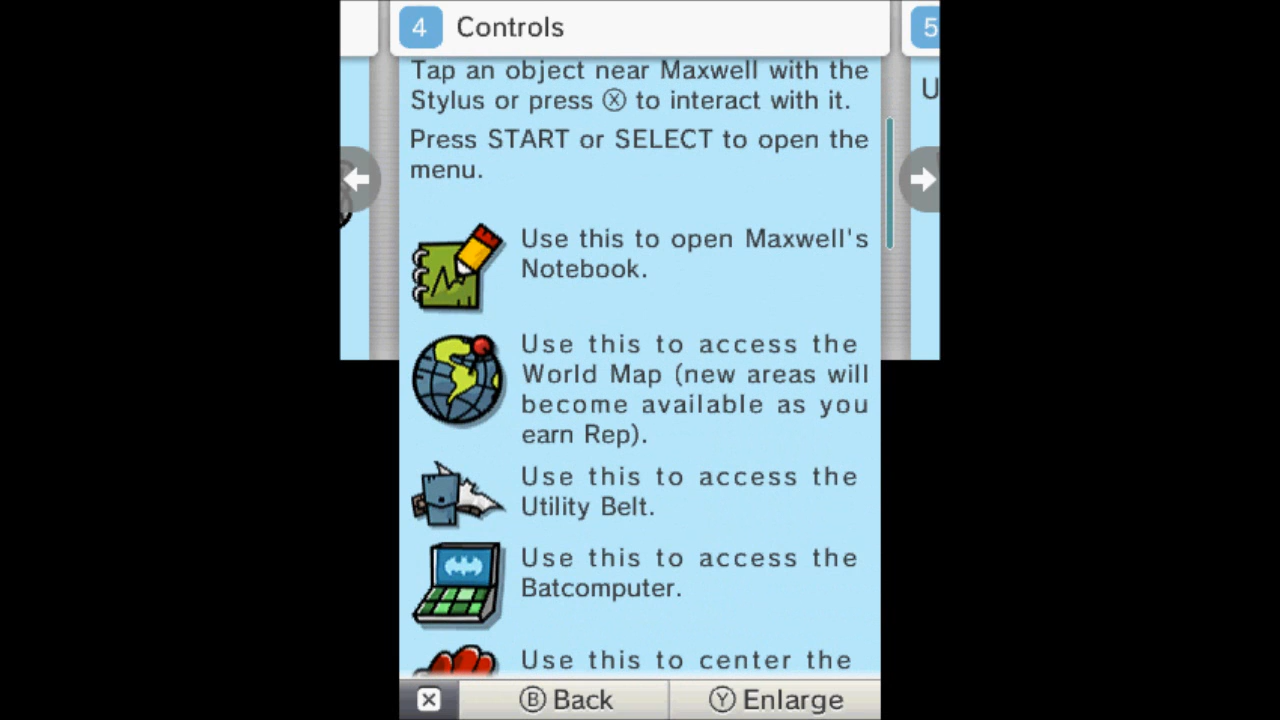 4 Controls
5
U
Tap an object near Maxwell with the
Stylus or press Ⓧ to interact with it.
Press START or SELECT to open the
menu.
Use this to open Maxwell's
Notebook.
Use this to access the
World Map (new areas will
become available as you
earn Rep).
Use this to access the
Utility Belt.
Use this to access the
Batcomputer.
Use this to center the
Ⓑ Back
Ⓨ Enlarge